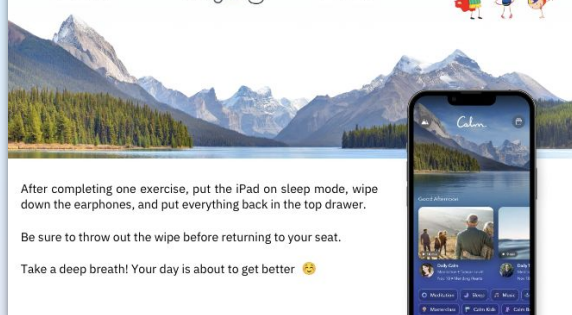 After completing one exercise, put the iPad on sleep mode, wipe
down the earphones, and put everything back in the top drawer.
Be sure to throw out the wipe before returning to your seat.
Take a deep breath! Your day is about to get better 😊
Calm
Good Afternoon
Daily Calm
Meditation
Sleep
Music
Masterclass
Calm Kids